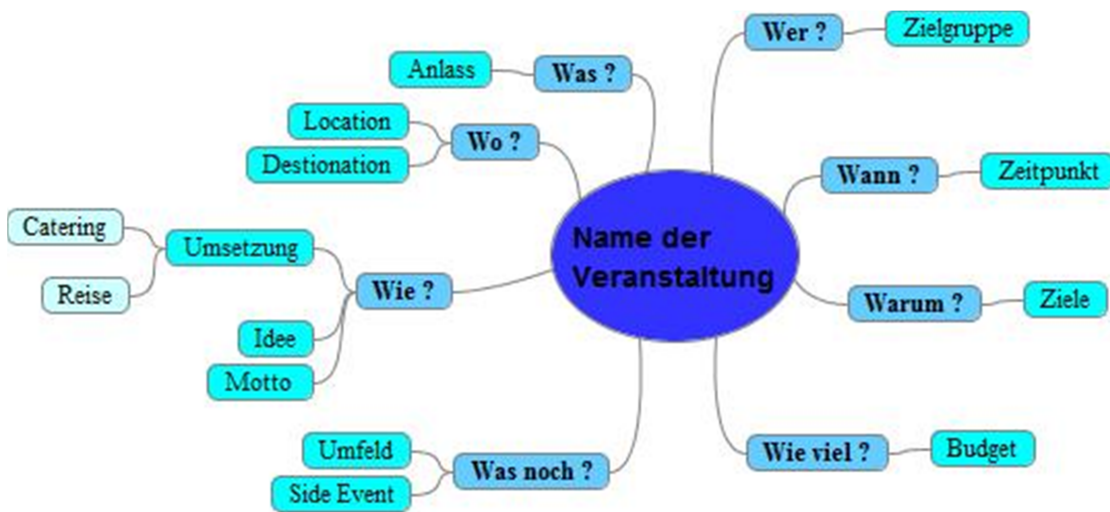 Name der
Veranstaltung
Wer ?
Zielgruppe
Wann ?
Zeitpunkt
Warum ?
Ziele
Wie viel ?
Budget
Was ?
Anlass
Wo ?
Location
Destionation
Wie ?
Umsetzung
Catering
Reise
Idee
Motto
Was noch ?
Umfeld
Side Event